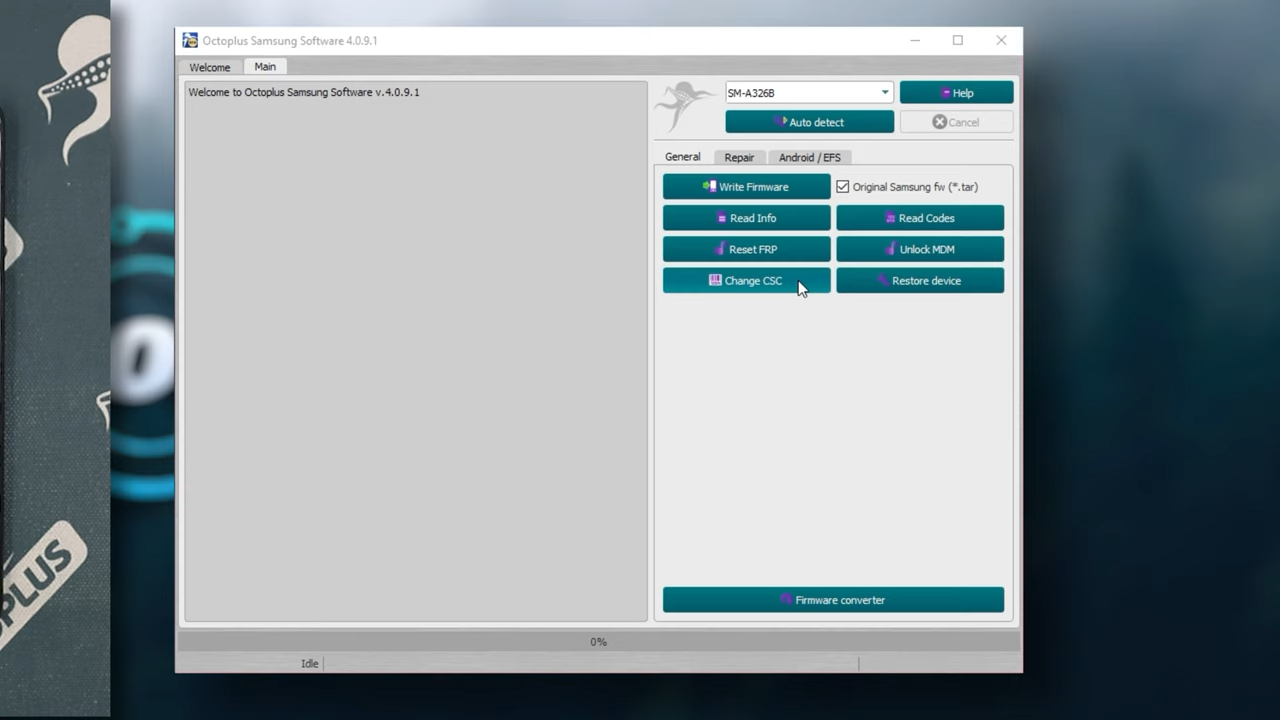 Octoplus Samsung Software 4.0.9.1
Welcome
Main
Welcome to Octoplus Samsung Software v.4.0.9.1
SM-A326B
Help
Auto detect
Cancel
General
Repair
Android / EFS
Write Firmware
Original Samsung fw (*.tar)
Read Info
Read Codes
Reset FRP
Unlock MDM
Change CSC
Restore device
Firmware converter
0%
Idle
PLUS